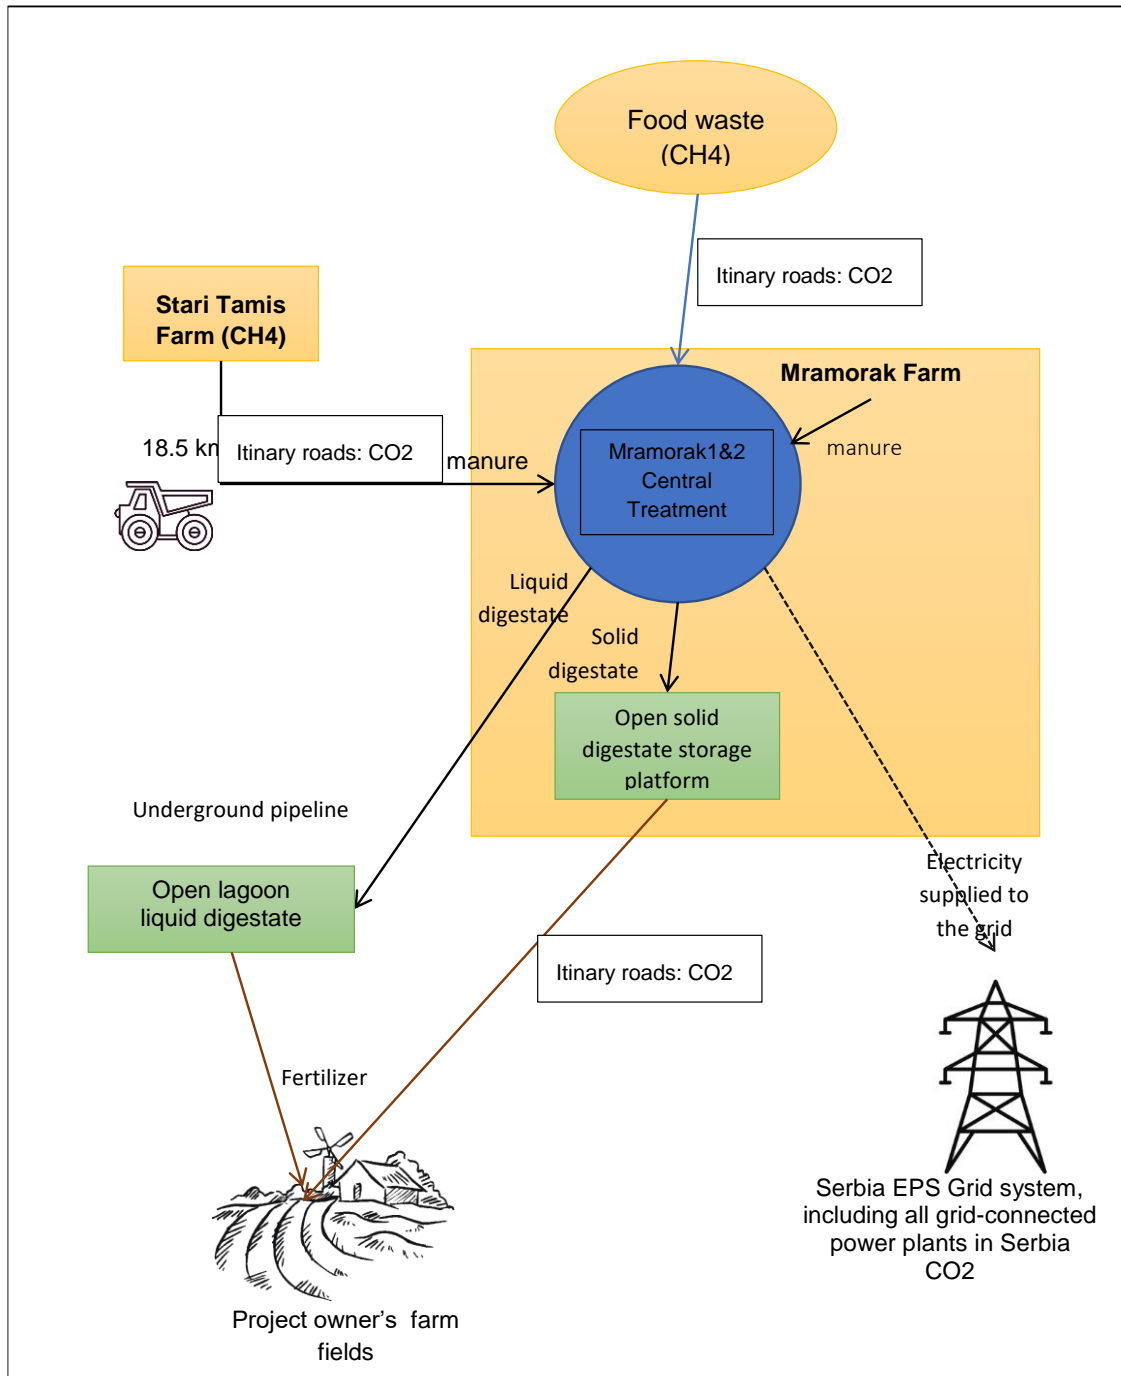 Food waste
(CH4)
Itinary roads: CO2
Stari Tamis
Farm (CH4)
Mramorak Farm
manure
18.5 km
Itinary roads: CO2
manure
Mramorak1&2
Central
Treatment
Liquid
digestate
Solid
digestate
Open solid
digestate storage
platform
Underground pipeline
Open lagoon
liquid digestate
Electricity
supplied to
the grid
Itinary roads: CO2
Fertilizer
Serbia EPS Grid system,
including all grid-connected
power plants in Serbia
CO2
Project owner’s farm
fields